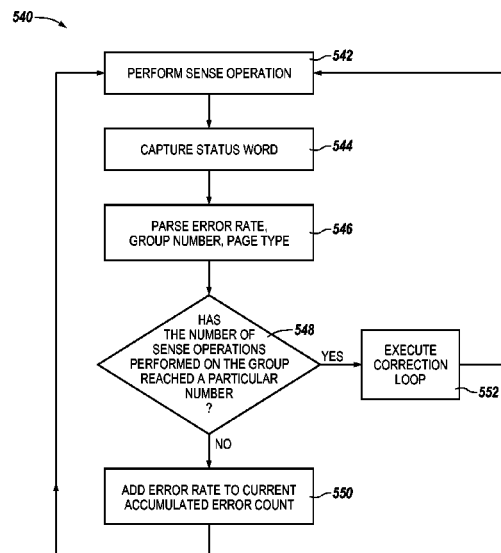 540
PERFORM SENSE OPERATION
542
CAPTURE STATUS WORD
544
PARSE ERROR RATE,
GROUP NUMBER, PAGE TYPE
546
HAS
THE NUMBER OF
SENSE OPERATIONS
PERFORMED ON THE GROUP
REACHED A PARTICULAR
NUMBER
?
548
YES
EXECUTE
CORRECTION
LOOP
552
NO
ADD ERROR RATE TO CURRENT
ACCUMULATED ERROR COUNT
550